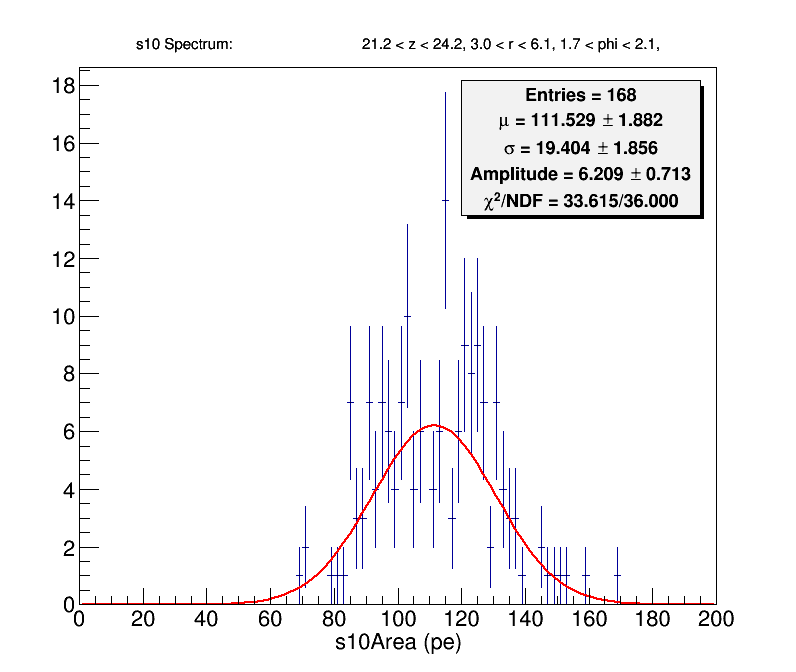 s10 Spectrum: 21.2 < z < 24.2, 3.0 < r < 6.1, 1.7 < phi < 2.1,
Entries = 168
μ = 111.529 ± 1.882
σ = 19.404 ± 1.856
Amplitude = 6.209 ± 0.713
χ²/NDF = 33.615/36.000
18
16
14
12
10
8
6
4
2
0
0 20 40 60 80 100 120 140 160 180 200
s10Area (pe)